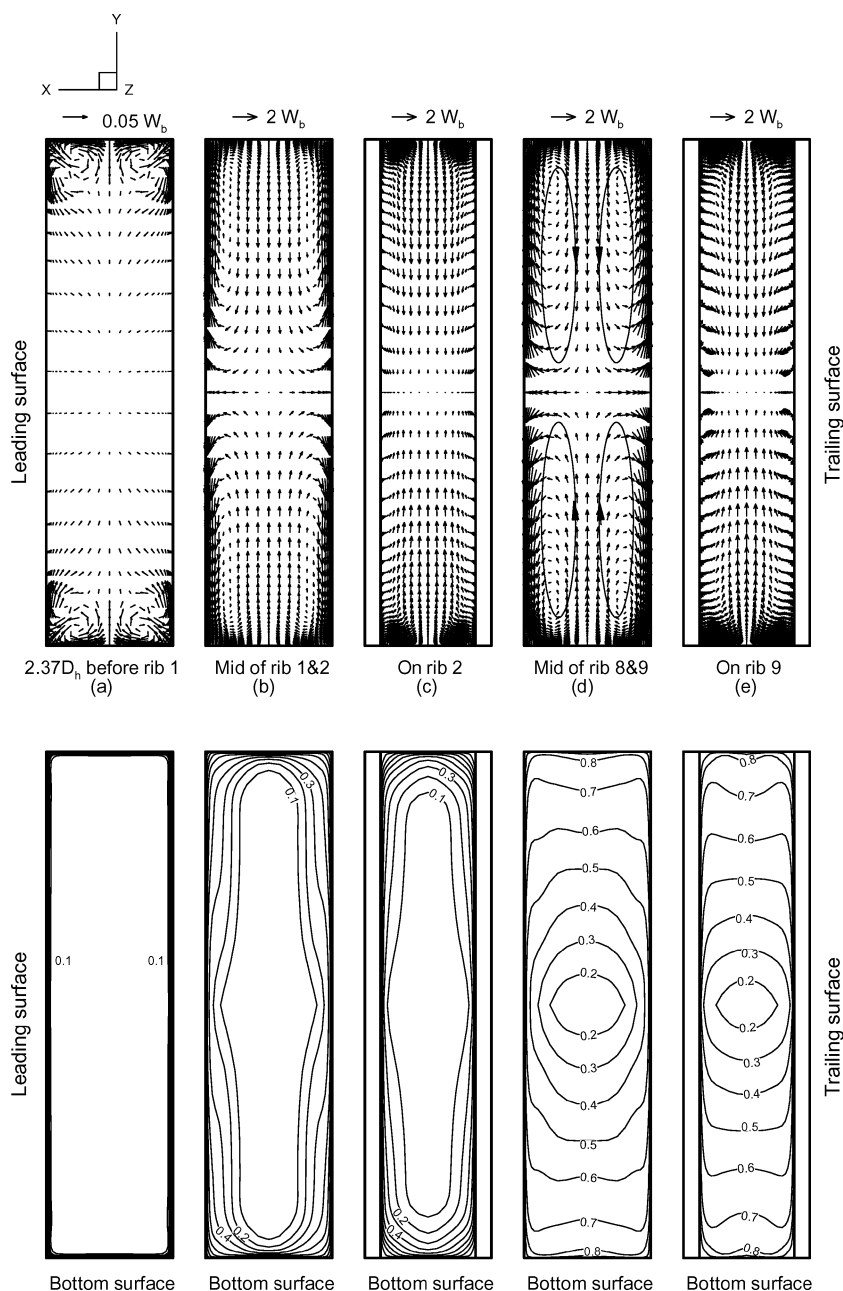 Y
X Z
0.05 W_b 2 W_b 2 W_b 2 W_b 2 W_b
Leading surface
Trailing surface
2.37D_h before rib 1 Mid of rib 1&2 On rib 2 Mid of rib 8&9 On rib 9
(a) (b) (c) (d) (e)
0.3 0.1
0.3 0.1
0.8 0.7 0.6 0.5 0.4 0.3 0.2
0.8 0.7 0.6 0.5 0.4 0.3 0.2
0.1 0.1
Leading surface
Trailing surface
0.4 0.2
0.2 0.4
0.2 0.3 0.4 0.5 0.6 0.7 0.8
0.2 0.3 0.4 0.5 0.6 0.7 0.8
Bottom surface Bottom surface Bottom surface Bottom surface Bottom surface